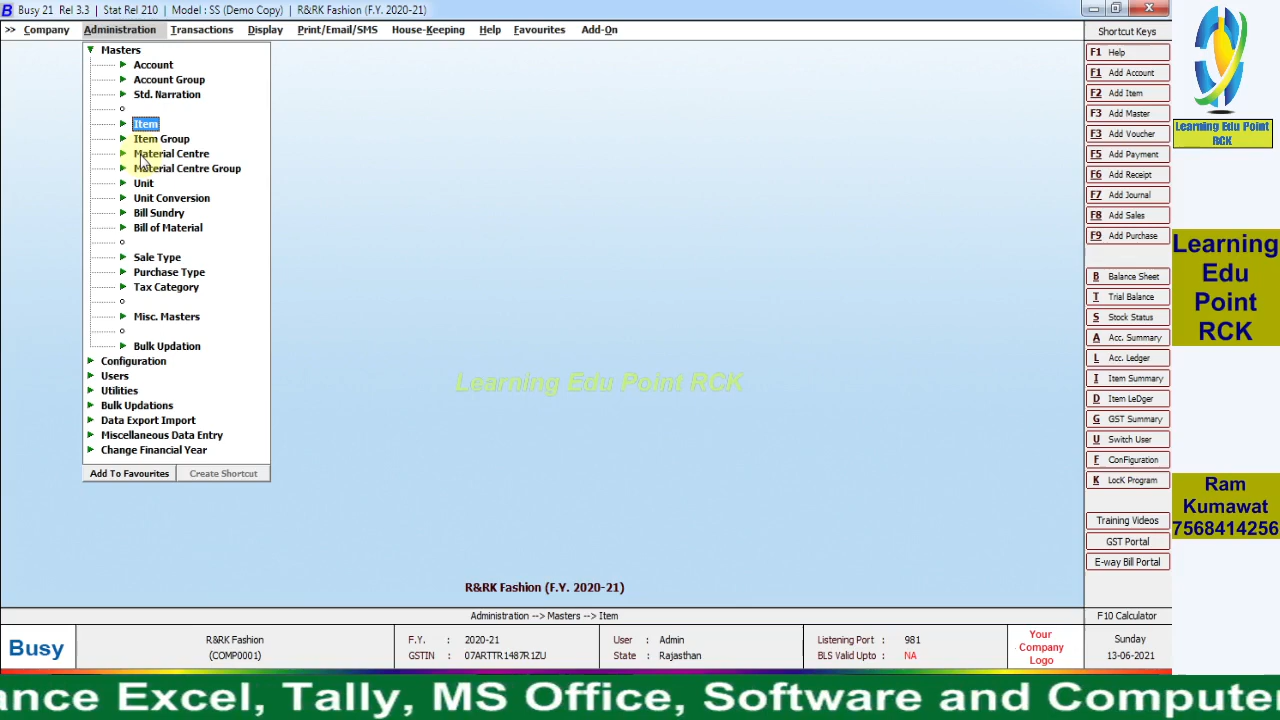 Busy 21 Rel 3.3 | Stat Rel 210 | Model : SS (Demo Copy) | R&RK Fashion (F.Y. 2020-21)
>> Company Administration Transactions Display Print/Email/SMS House-Keeping Help Favourites Add-On
Masters
Account
Account Group
Std. Narration
Item
Item Group
Material Centre
Material Centre Group
Unit
Unit Conversion
Bill Sundry
Bill of Material
Sale Type
Purchase Type
Tax Category
Misc. Masters
Bulk Updation
Configuration
Users
Utilities
Bulk Updations
Data Export Import
Miscellaneous Data Entry
Change Financial Year
Add To Favourites Create Shortcut
Learning Edu Point RCK
R&RK Fashion (F.Y. 2020-21)
Administration --> Masters --> Item
Shortcut Keys
F1 Help
F1 Add Account
F2 Add Item
F3 Add Master
F3 Add Voucher
F5 Add Payment
F6 Add Receipt
F7 Add Journal
F8 Add Sales
F9 Add Purchase
B Balance Sheet
T Trial Balance
S Stock Status
A Acc. Summary
L Acc. Ledger
I Item Summary
D Item LeDger
G GST Summary
U Switch User
F ConFiguration
K LocK Program
Training Videos
GST Portal
E-way Bill Portal
F10 Calculator
Busy
R&RK Fashion
(COMP0001)
F.Y. : 2020-21
GSTIN : 07ARTTR1487R1ZU
User : Admin
State : Rajasthan
Listening Port : 981
BLS Valid Upto : NA
Your
Company
Logo
Sunday
13-06-2021
Learning Edu Point
RCK
Learning
Edu
Point
RCK
Ram
Kumawat
7568414256
ance Excel, Tally, MS Office, Software and Computer